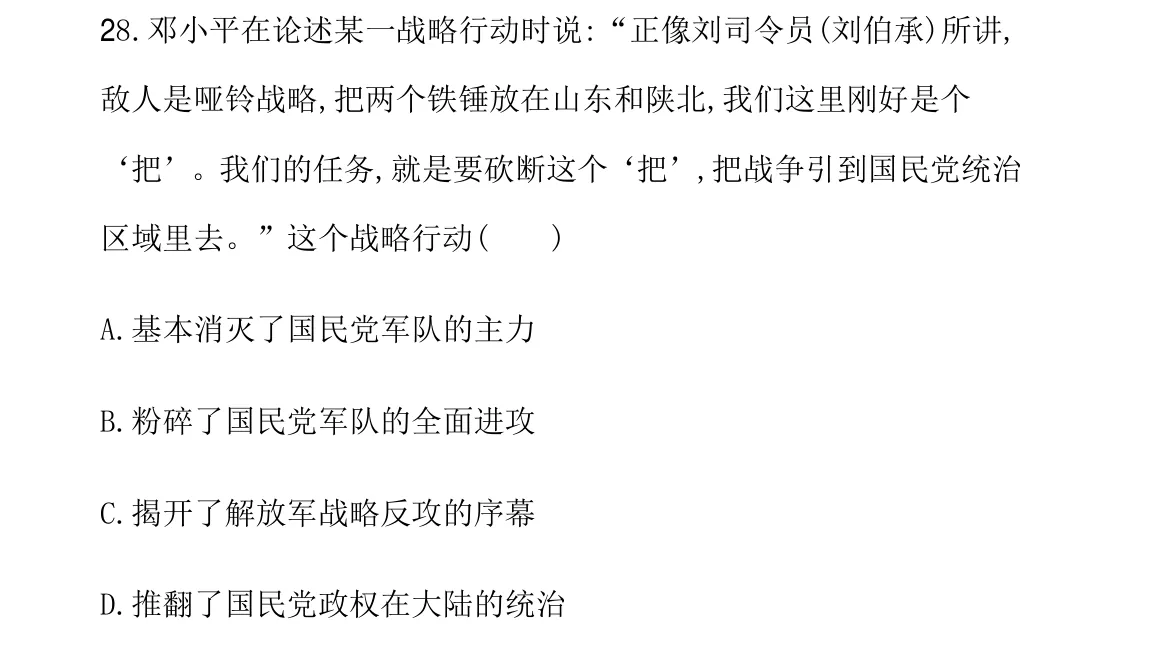 28.邓小平在论述某一战略行动时说:“正像刘司令员(刘伯承)所讲,
敌人是哑铃战略,把两个铁锤放在山东和陕北,我们这里刚好是个
‘把’。我们的任务,就是要砍断这个‘把’,把战争引到国民党统治
区域里去。”这个战略行动(　　)
A.基本消灭了国民党军队的主力
B.粉碎了国民党军队的全面进攻
C.揭开了解放军战略反攻的序幕
D.推翻了国民党政权在大陆的统治